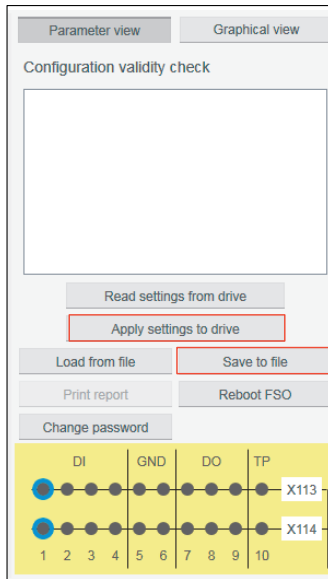 Parameter view Graphical view
Configuration validity check
Read settings from drive
Apply settings to drive
Load from file Save to file
Print report Reboot FSO
Change password
DI GND DO TP
X113
X114
1 2 3 4 5 6 7 8 9 10